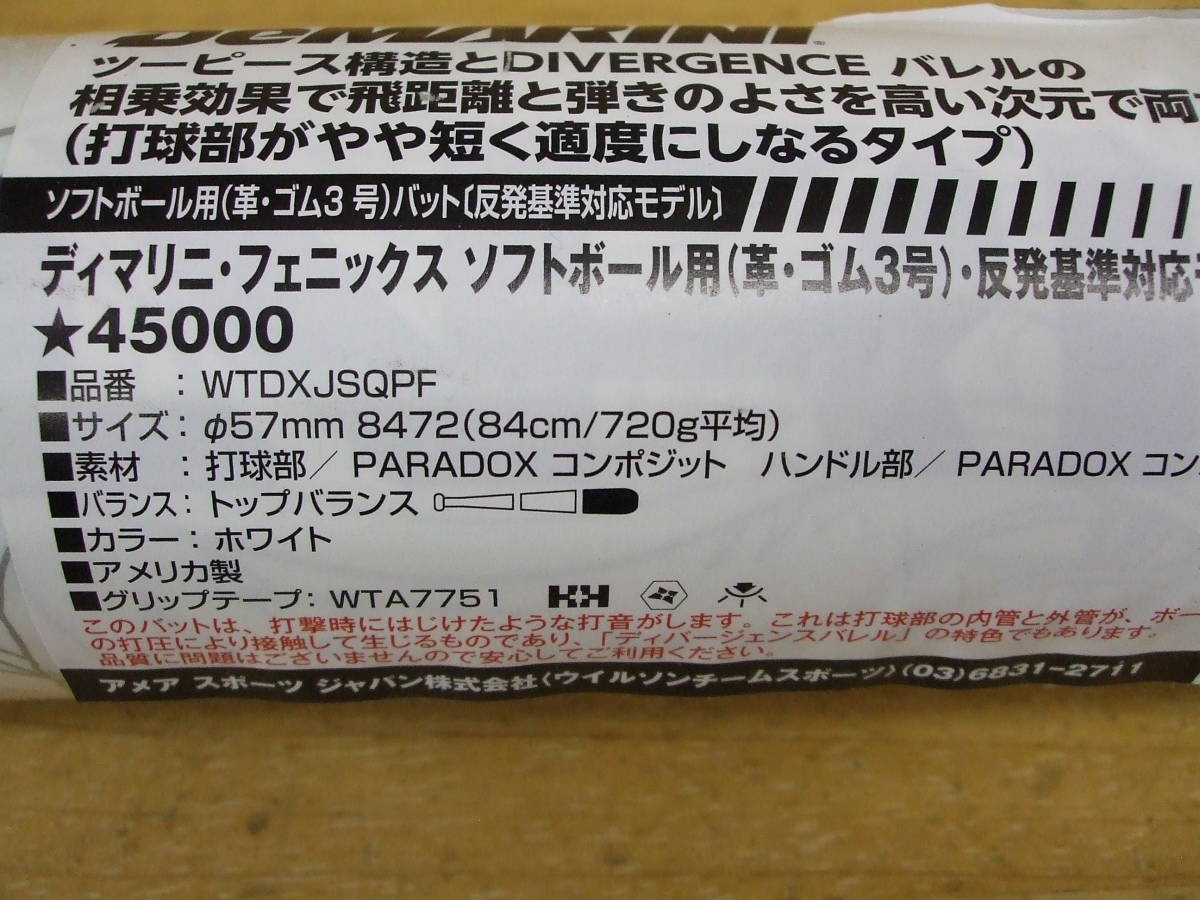 DeMARINI
ツーピース構造とDIVERGENCE バレルの
相乗効果で飛距離と弾きのよさを高い次元で両
(打球部がやや短く適度にしなるタイプ)
ソフトボール用(革・ゴム3 号)バット〔反発基準対応モデル〕
ディマリニ・フェニックス ソフトボール用(革・ゴム3号)・反発基準対応
★45000
■品番 : WTDXJSQPF
■サイズ : φ57mm 8472(84cm/720g平均)
■素材 : 打球部/ PARADOX コンポジット ハンドル部/ PARADOX コン
■バランス : トップバランス
■カラー : ホワイト
■アメリカ製
■グリップテープ : WTA7751
このバットは、打撃時にはじけたような打音がします。これは打球部の内管と外管が、ボー
の打圧により接触して生じるものであり、「ディバージェンスバレル」の特色でもあります。
品質に問題はございませんので安心してご利用ください。
アメア スポーツ ジャパン株式会社(ウイルソンチームスポーツ)(03)6831-2711